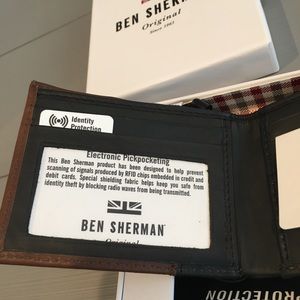 BEN SHERMAN
Original
Since 1963
Identity
Protection
Electronic Pickpocketing
This Ben Sherman product has been designed to help prevent
scanning of signals produced by RFID chips embedded in credit and
debit cards. Special shielding fabric helps keep you safe from
identity theft by blocking radio waves from being transmitted.
BEN SHERMAN
Original
PROTECTION